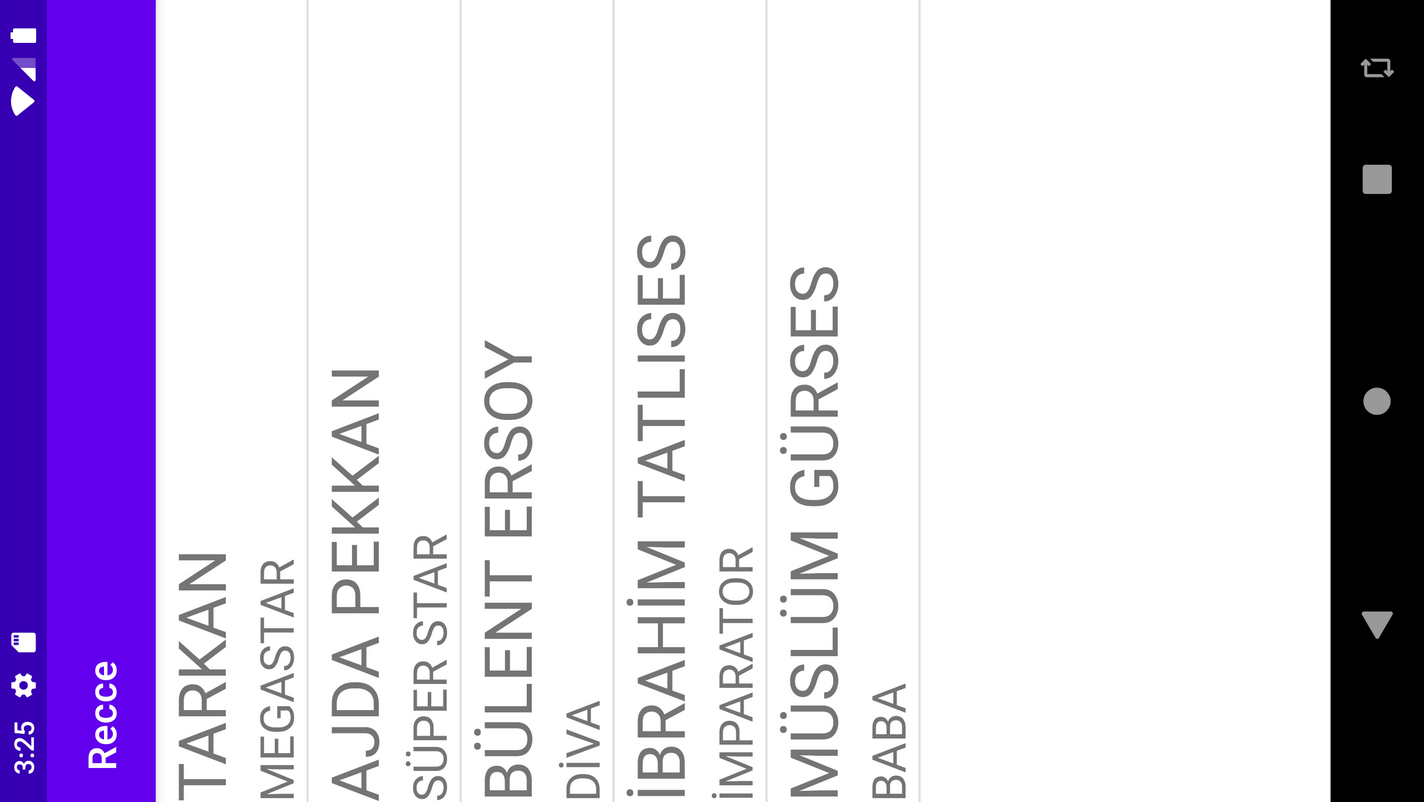 3:25
Recce
TARKAN
MEGASTAR
AJDA PEKKAN
SÜPER STAR
BÜLENT ERSOY
DİVA
İBRAHİM TATLISES
İMPARATOR
MÜSLÜM GÜRSES
BABA